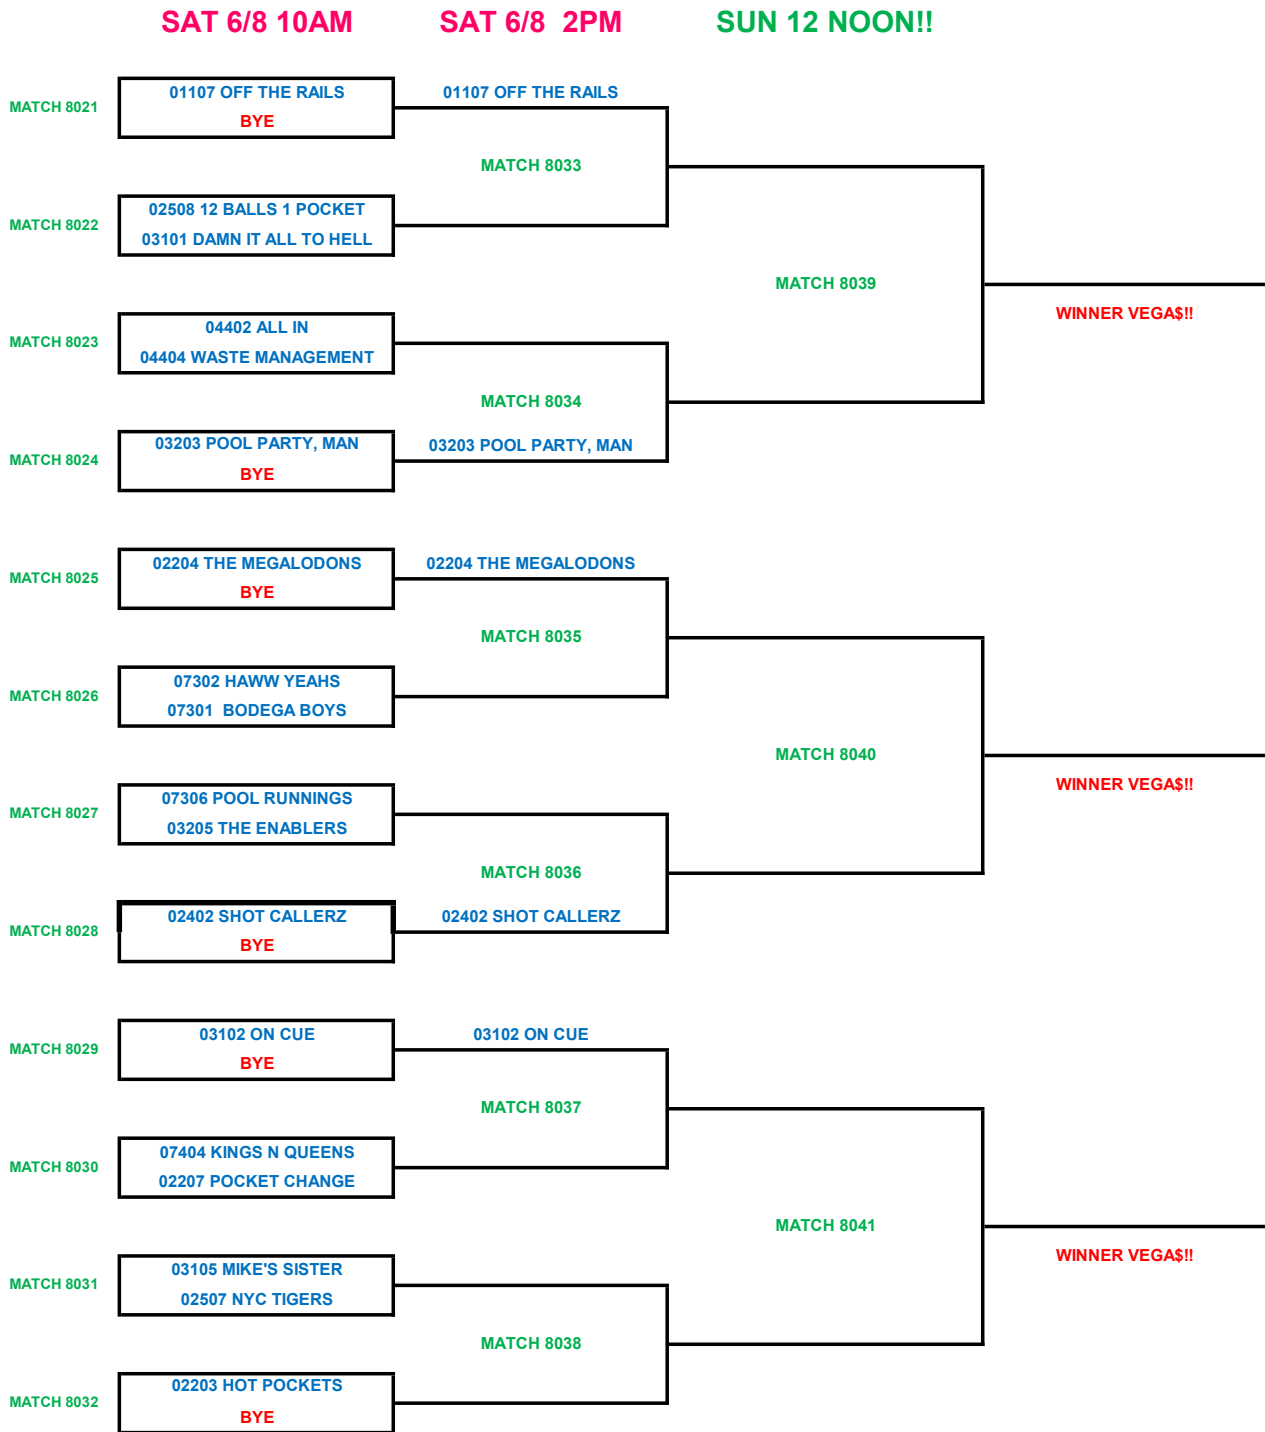 SAT 6/8 10AM SAT 6/8 2PM SUN 12 NOON!!
01107 OFF THE RAILS 01107 OFF THE RAILS
MATCH 8021
BYE
MATCH 8033
02508 12 BALLS 1 POCKET
MATCH 8022
03101 DAMN IT ALL TO HELL
MATCH 8039
WINNER VEGA$!!
04402 ALL IN
MATCH 8023
04404 WASTE MANAGEMENT
MATCH 8034
03203 POOL PARTY, MAN 03203 POOL PARTY, MAN
MATCH 8024
BYE
02204 THE MEGALODONS 02204 THE MEGALODONS
MATCH 8025
BYE
MATCH 8035
07302 HAWW YEAHS
MATCH 8026
07301 BODEGA BOYS
MATCH 8040
WINNER VEGA$!!
07306 POOL RUNNINGS
MATCH 8027
03205 THE ENABLERS
MATCH 8036
02402 SHOT CALLERZ 02402 SHOT CALLERZ
MATCH 8028
BYE
03102 ON CUE 03102 ON CUE
MATCH 8029
BYE
MATCH 8037
07404 KINGS N QUEENS
MATCH 8030
02207 POCKET CHANGE
MATCH 8041
WINNER VEGA$!!
03105 MIKE'S SISTER
MATCH 8031
02507 NYC TIGERS
MATCH 8038
02203 HOT POCKETS
MATCH 8032
BYE